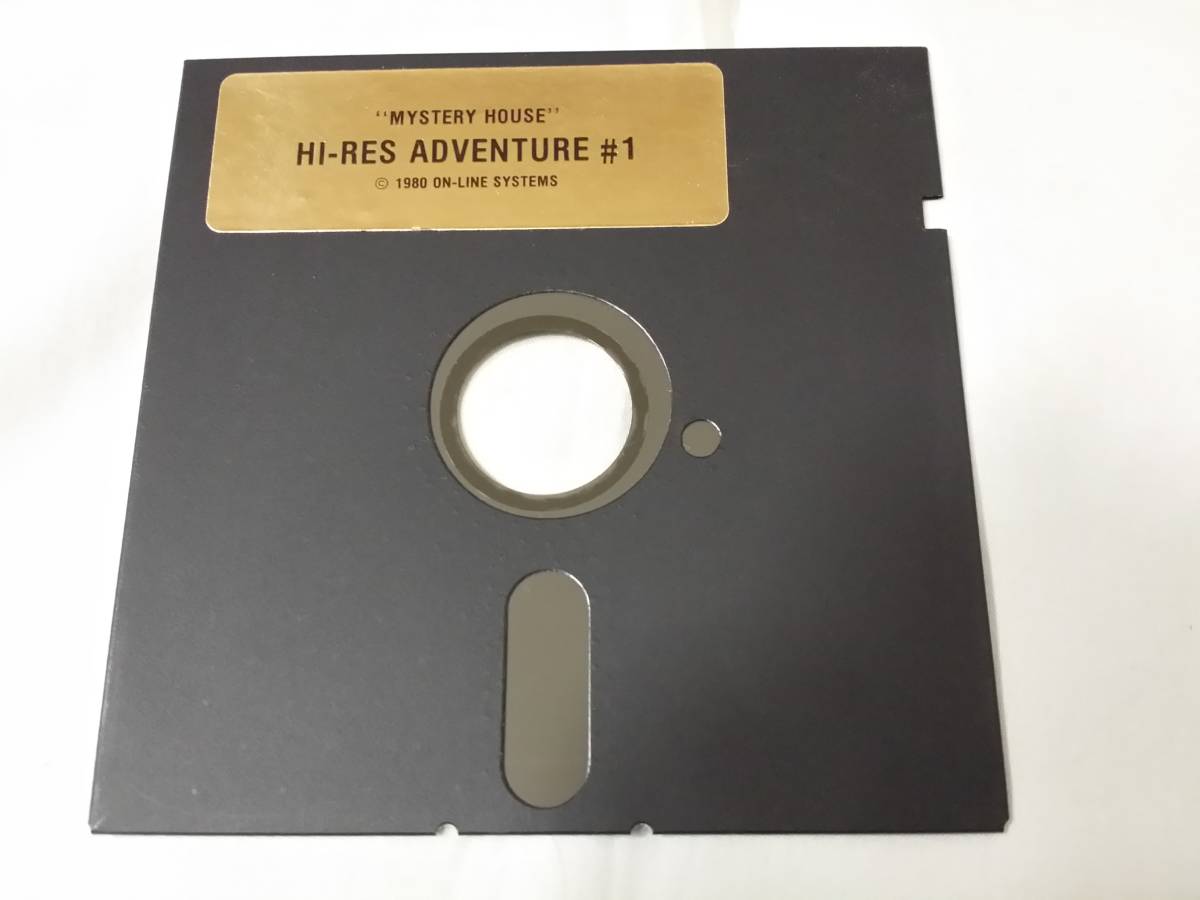 “MYSTERY HOUSE”
HI-RES ADVENTURE #1
© 1980 ON-LINE SYSTEMS